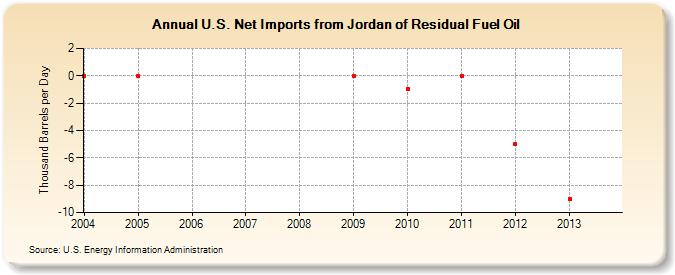 Annual U.S. Net Imports from Jordan of Residual Fuel Oil
Thousand Barrels per Day
2
0
-2
-4
-6
-8
-10
2004 2005 2006 2007 2008 2009 2010 2011 2012 2013
Source: U.S. Energy Information Administration